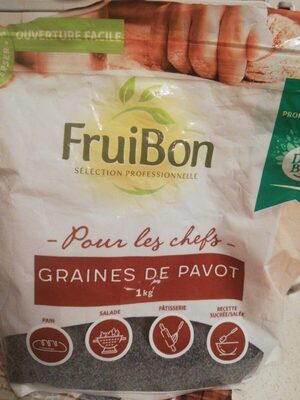 OUVERTURE FACILE
FruiBon
SÉLECTION PROFESSIONNELLE
- Pour les chefs -
GRAINES DE PAVOT
1kg
PAIN
SALADE
PÂTISSERIE
RECETTE
SUCRÉE/SALÉE